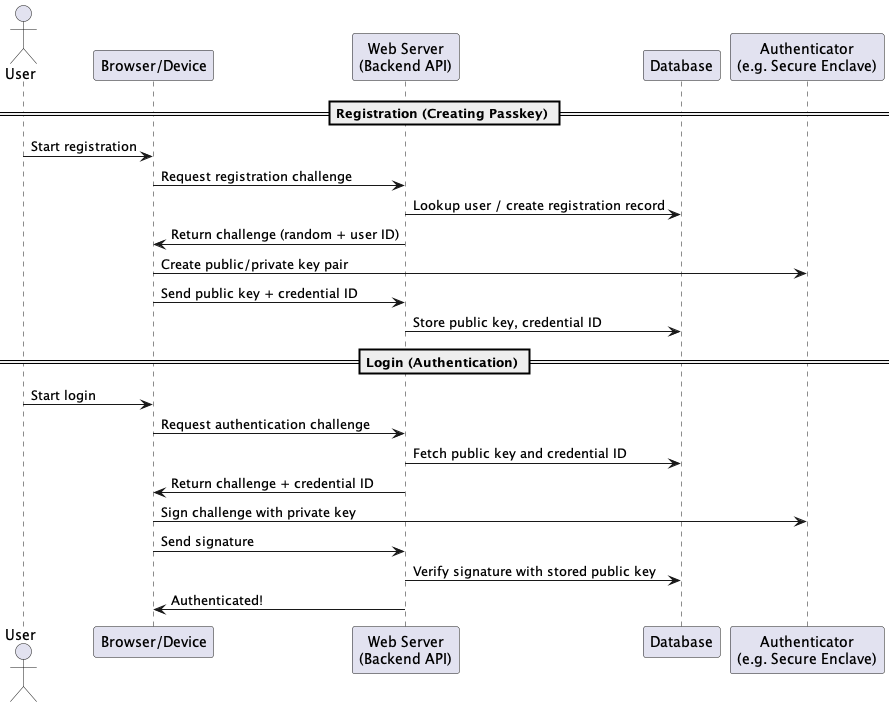 User
Browser/Device
Web Server
(Backend API)
Database
Authenticator
(e.g. Secure Enclave)
Registration (Creating Passkey)
Start registration
Request registration challenge
Lookup user / create registration record
Return challenge (random + user ID)
Create public/private key pair
Send public key + credential ID
Store public key, credential ID
Login (Authentication)
Start login
Request authentication challenge
Fetch public key and credential ID
Return challenge + credential ID
Sign challenge with private key
Send signature
Verify signature with stored public key
Authenticated!
User
Browser/Device
Web Server
(Backend API)
Database
Authenticator
(e.g. Secure Enclave)